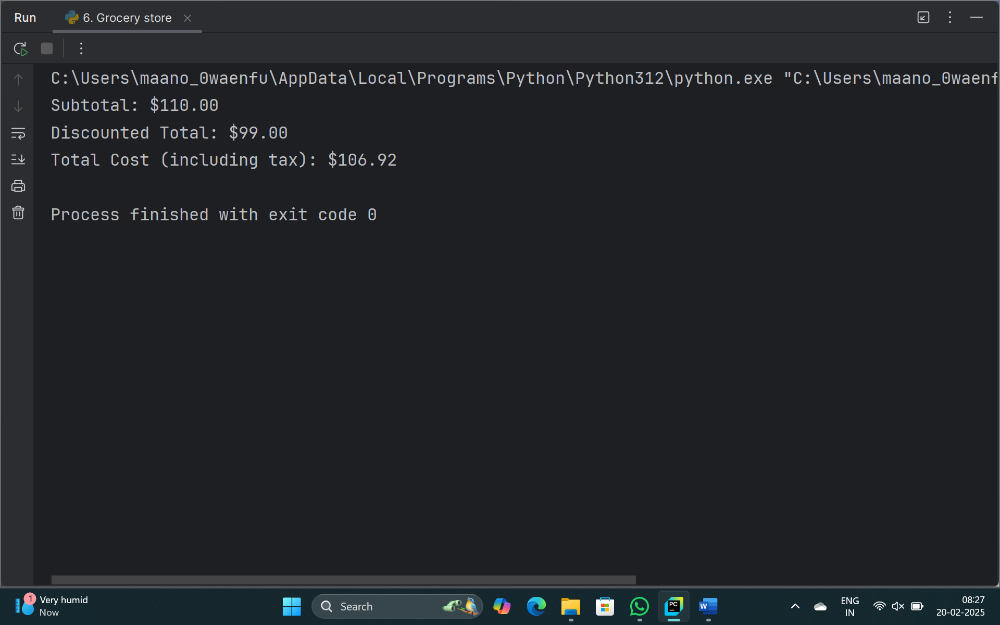 Run 6. Grocery store
C:\Users\maano_0waenfu\AppData\Local\Programs\Python\Python312\python.exe "C:\Users\maano_0waenf
Subtotal: $110.00
Discounted Total: $99.00
Total Cost (including tax): $106.92
Process finished with exit code 0
1 Very humid
Now
Search
PC
W
ENG
IN
08:27
20-02-2025